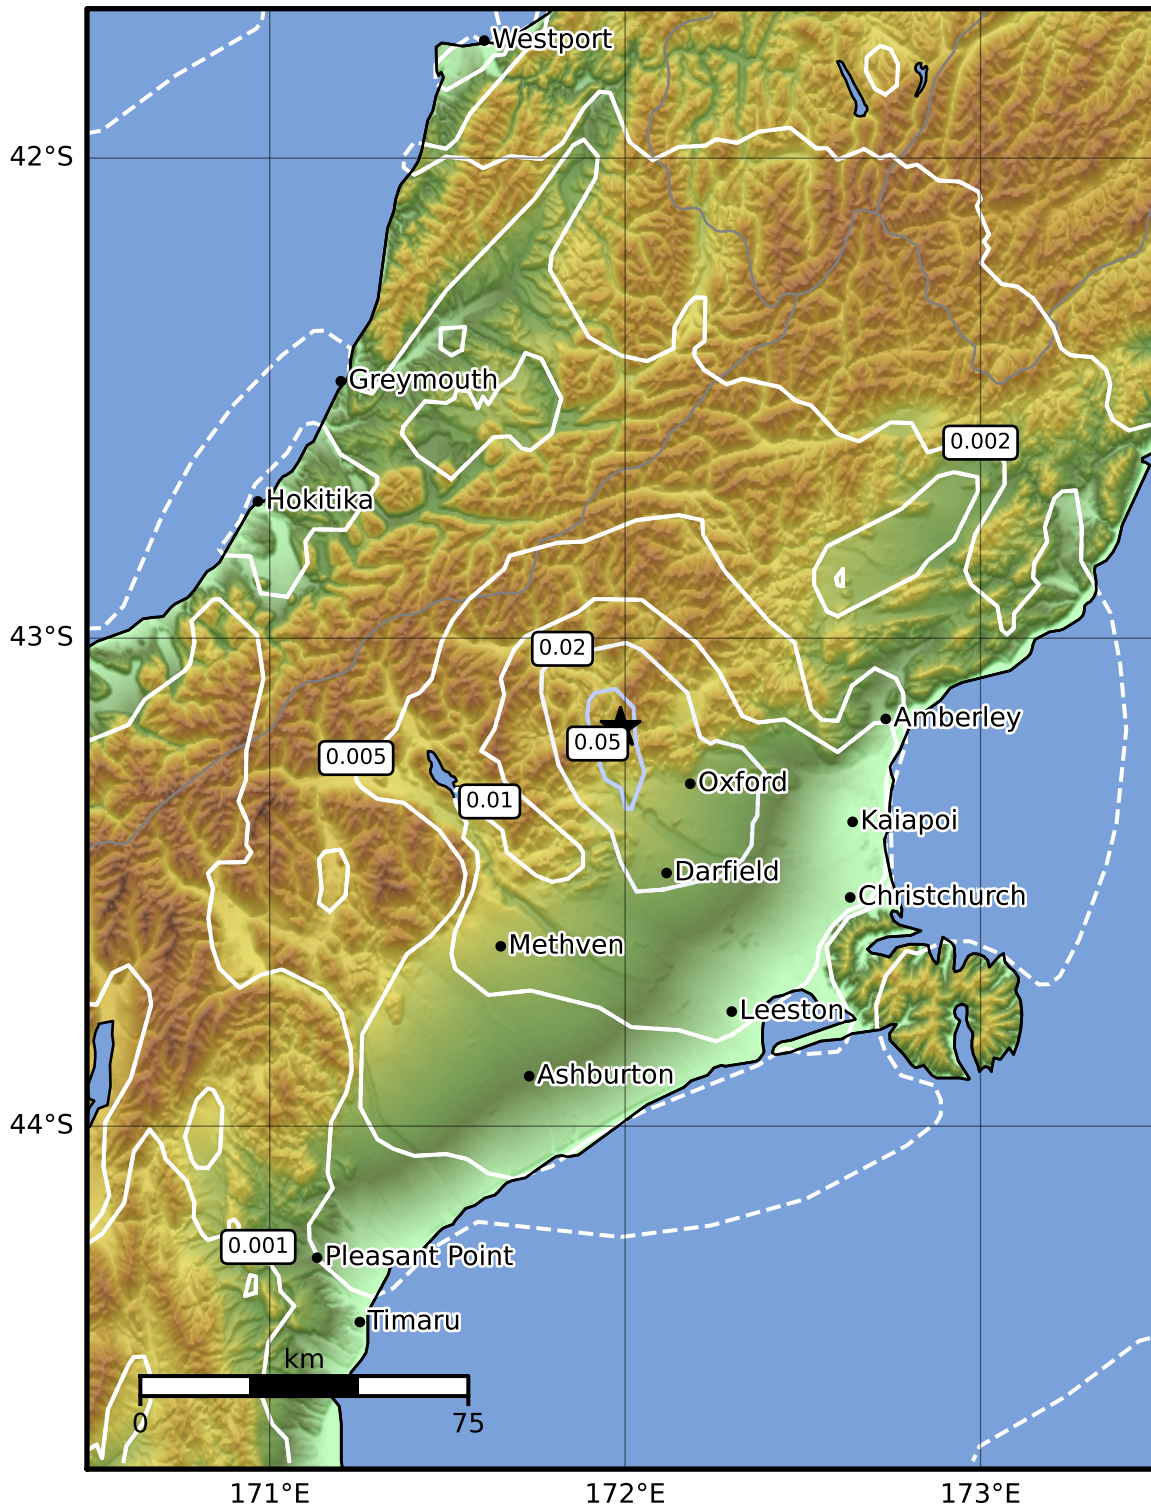 Westport
42°S
Greymouth
0.002
Hokitika
43°S
0.02
Amberley
0.05
0.005
Oxford
0.01
Kaiapoi
Darfield
Christchurch
Methven
Leeston
Ashburton
44°S
0.001
Pleasant Point
Timaru
km
0 75
171°E 172°E 173°E